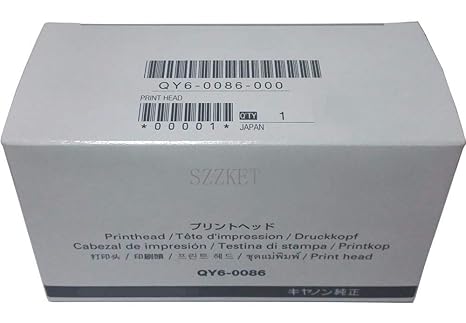 QY6-0086-000
PRINT HEAD
Q'TY 1
*00001* JAPAN
SZZKET
プリントヘッド
Printhead / Tête d'impression / Druckkopf
Cabezal de impresión / Testina di stampa / Printkop
打印头 / 印刷頭 / 프린트 헤드 / ชุดแม่พิมพ์ / Print head
QY6-0086
キヤノン純正